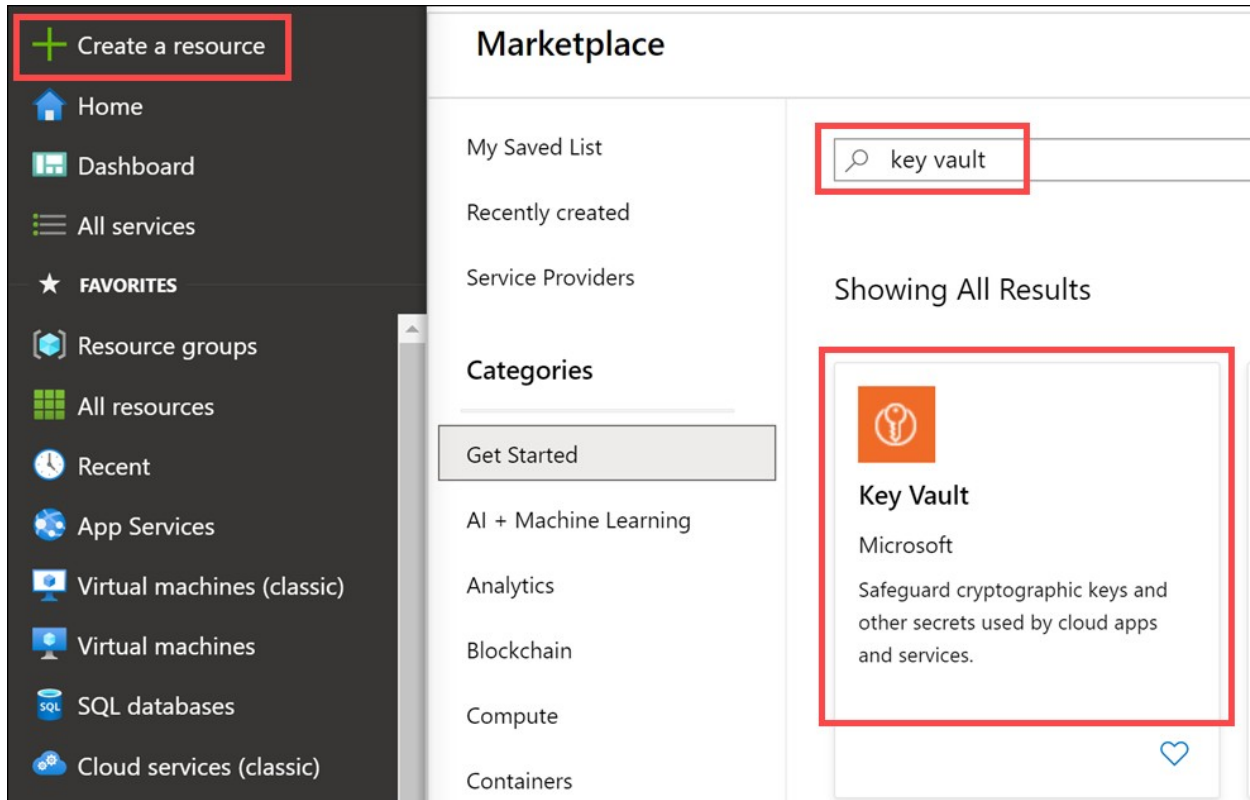 Create a resource
Home
Dashboard
All services
FAVORITES
Resource groups
All resources
Recent
App Services
Virtual machines (classic)
Virtual machines
SQL
SQL databases
Cloud services (classic)
Marketplace
My Saved List
Recently created
Service Providers
Categories
Get Started
AI + Machine Learning
Analytics
Blockchain
Compute
Containers
key vault
Showing All Results
Key Vault
Microsoft
Safeguard cryptographic keys and
other secrets used by cloud apps
and services.